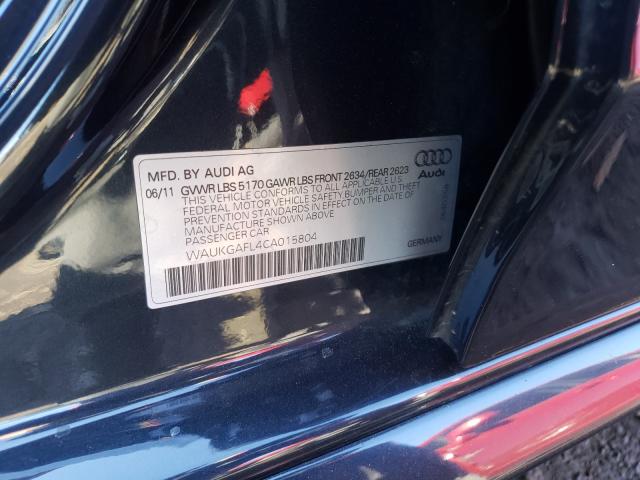 MFD. BY AUDI AG
06/11 GVWR LBS 5170 GAWR LBS FRONT 2634/REAR 2623
THIS VEHICLE CONFORMS TO ALL APPLICABLE U.S.
FEDERAL MOTOR VEHICLE SAFETY BUMPER AND THEFT
PREVENTION STANDARDS IN EFFECT ON THE DATE OF
MANUFACTURE SHOWN ABOVE
PASSENGER CAR
WAUKGAFL4CA015804
Audi
GERMANY